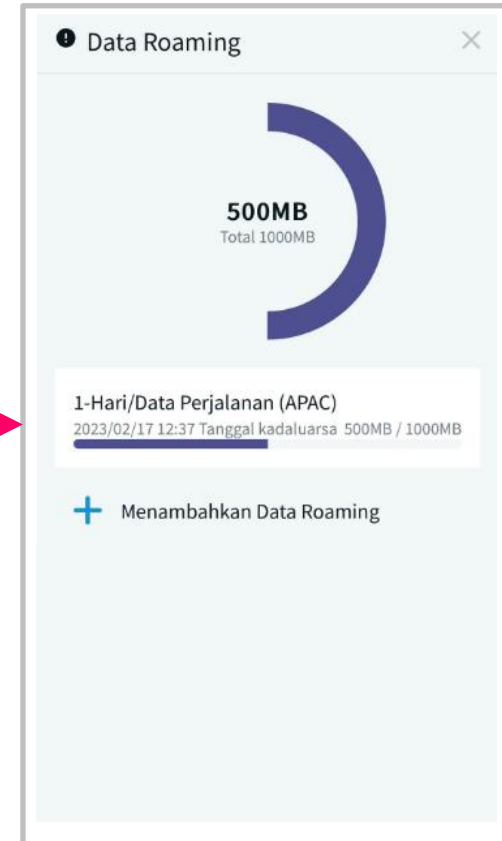 Data Roaming
500MB
Total 1000MB
1-Hari/Data Perjalanan (APAC)
2023/02/17 12:37 Tanggal kadaluarsa 500MB / 1000MB
Menambahkan Data Roaming